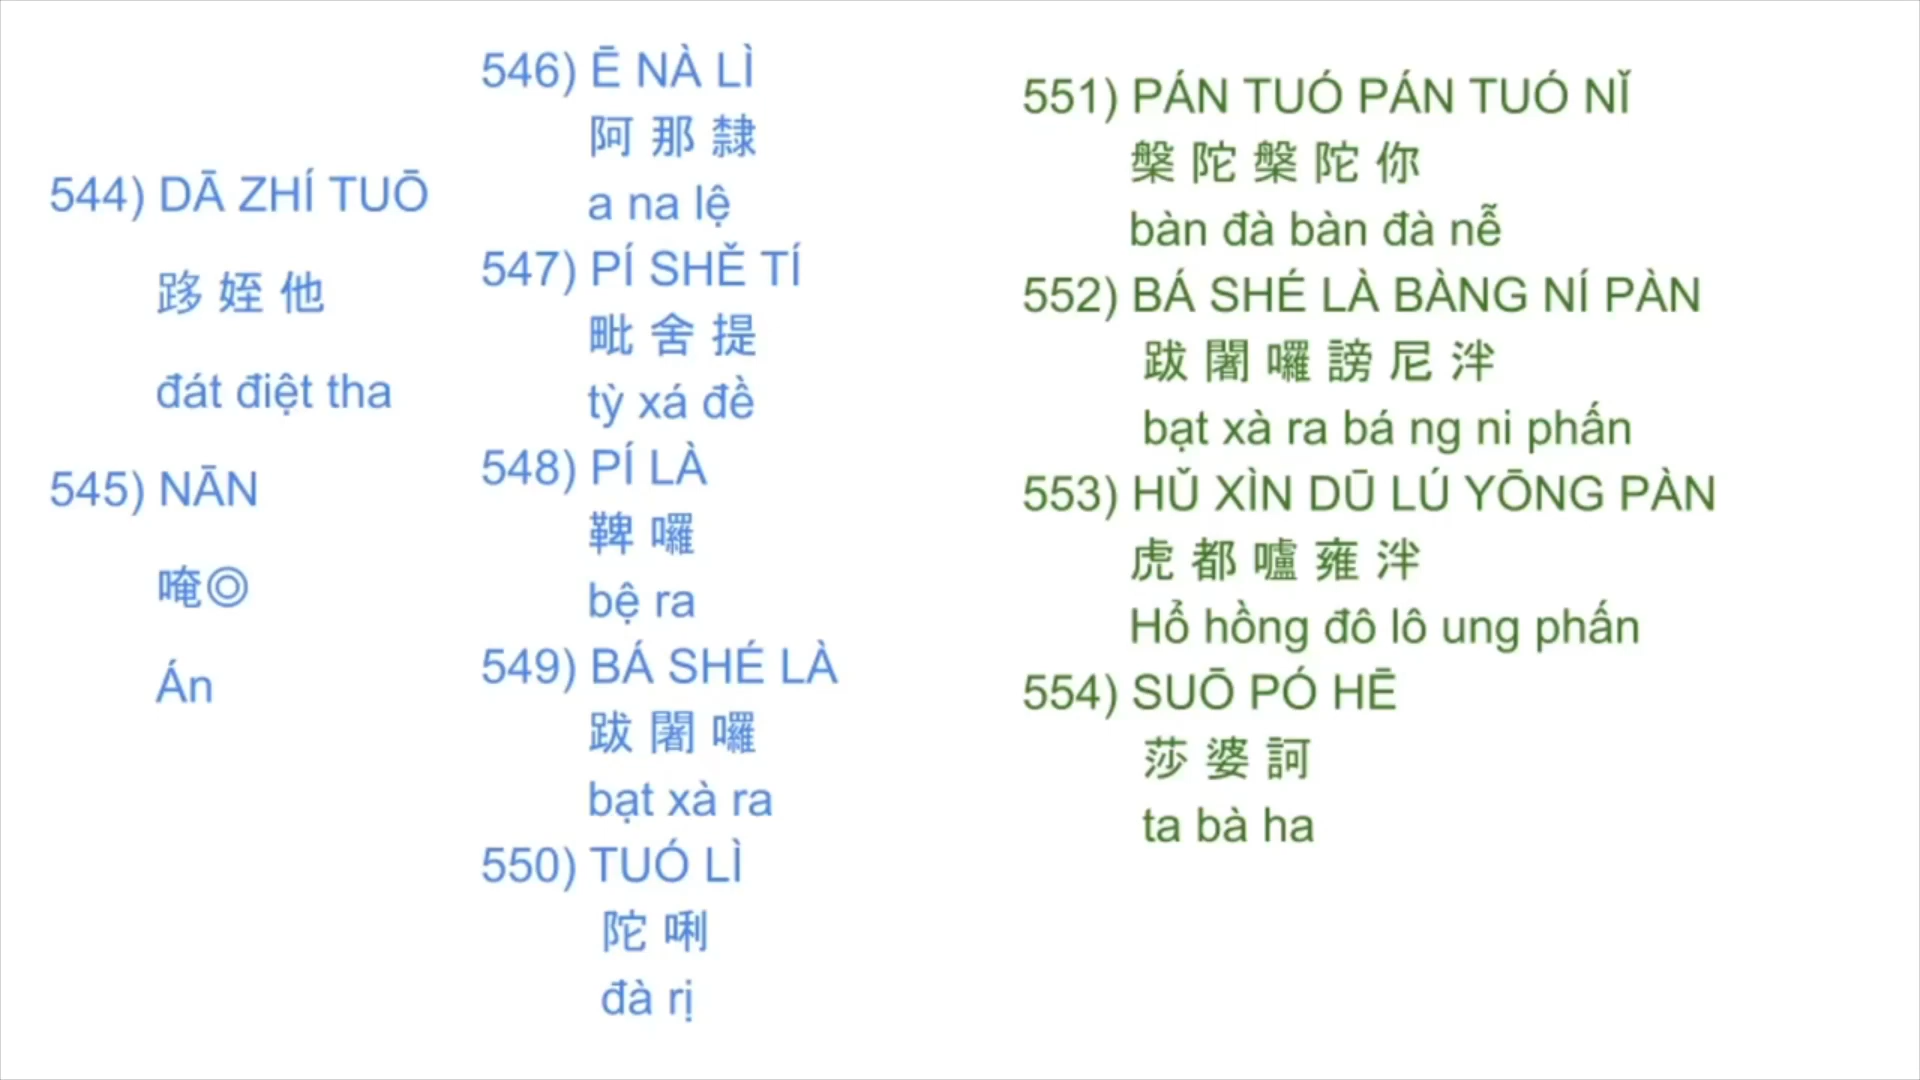 544) DĀ ZHÍ TUŌ
跢 姪 他
đát điệt tha
545) NĀN
唵◎
Án
546) Ē NÀ LÌ
阿 那 隸
a na lệ
547) PÍ SHĚ TÍ
毗 舍 提
tỳ xá đề
548) PÍ LÀ
鞞 囉
bệ ra
549) BÁ SHÉ LÀ
跋 闍 囉
bạt xà ra
550) TUÓ LÌ
陀 唎
đà rị
551) PÁN TUÓ PÁN TUÓ NǏ
槃 陀 槃 陀 你
bàn đà bàn đà nễ
552) BÁ SHÉ LÀ BÀNG NÍ PÀN
跋 闍 囉 謗 尼 泮
bạt xà ra bá ng ni phấn
553) HǓ XÌN DŪ LÚ YŌNG PÀN
虎 都 嚧 雍 泮
Hổ hồng đô lô ung phấn
554) SUŌ PÓ HĒ
莎 婆 訶
ta bà ha